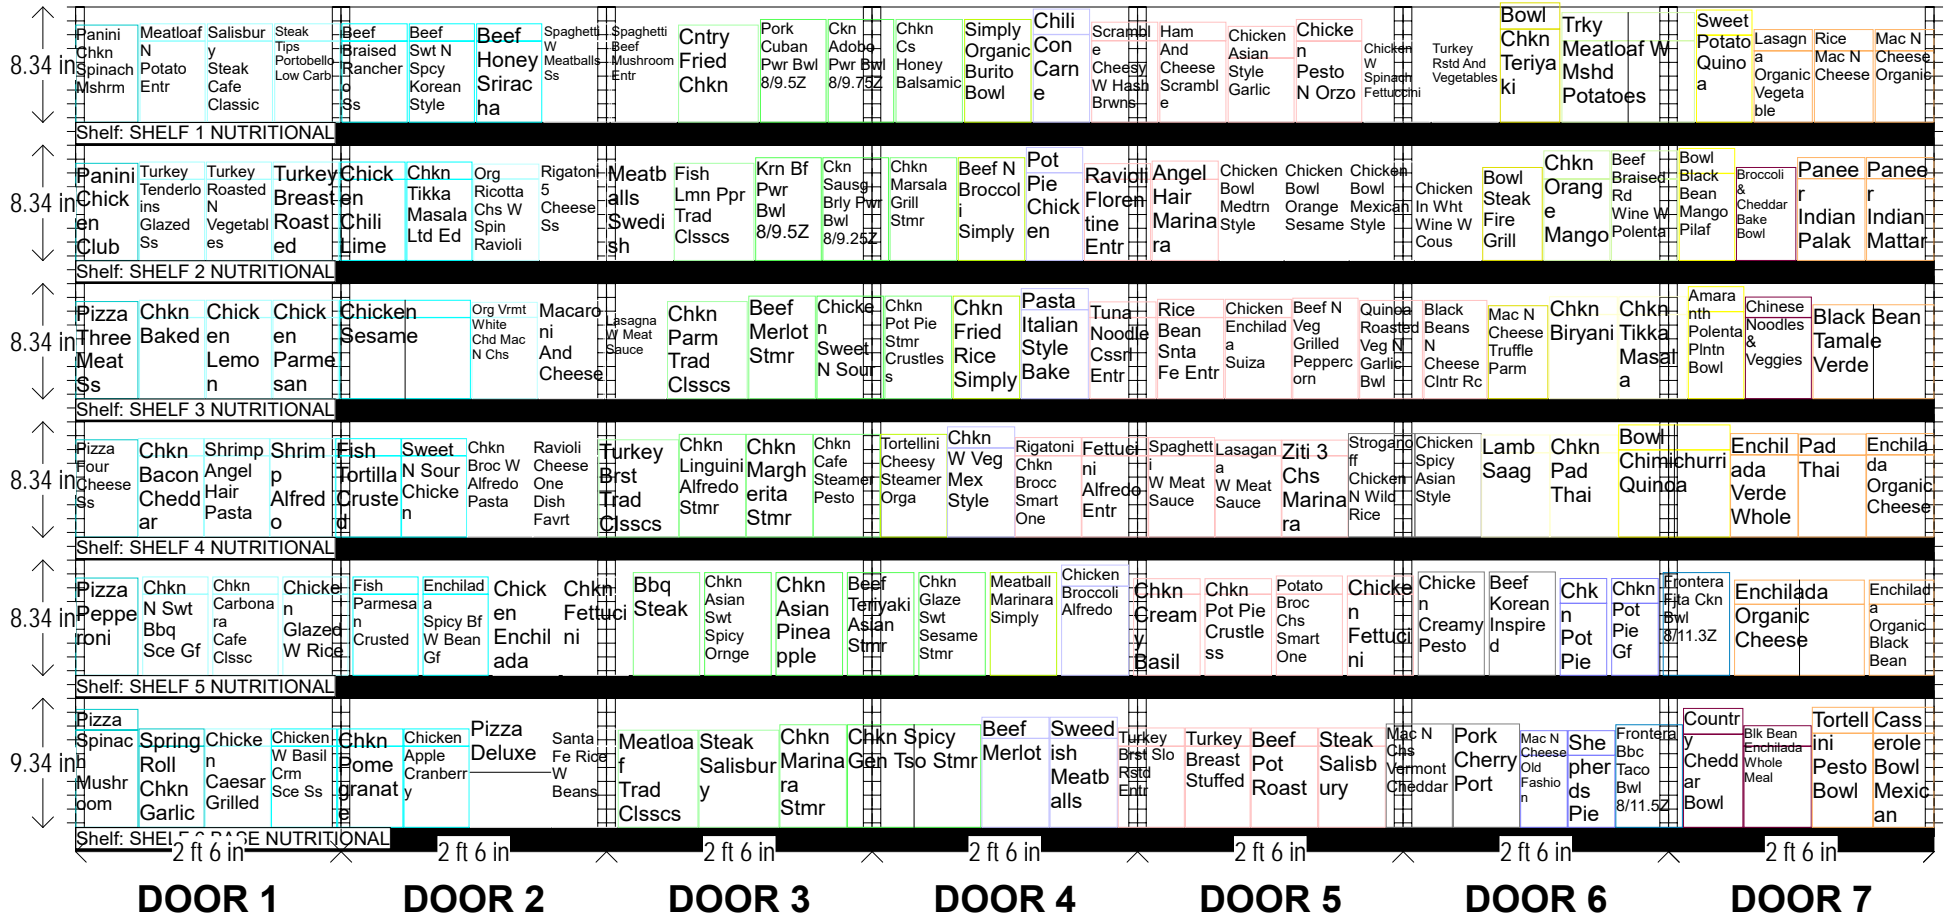 8.34 in
Panini Chkn Spinach Mshrm
Meatloaf N Potato Entr
Salisbury Steak Cafe Classic
Steak Tips Portobello Low Carb
Beef Braised Ranchero Ss
Beef Swt N Spcy Korean Style
Beef Honey Sriracha
Spaghetti W Meatballs Ss
Spaghetti Beef Mushroom Entr
Cntry Fried Chkn
Pork Cuban Pwr Bwl 8/9.5Z
Ckn Adobo Pwr Bwl 8/9.75Z
Chkn Cs Honey Balsamic
Simply Organic Burito Bowl
Chili Con Carne
Scramble Cheesy W Hash Brwns
Ham And Cheese Scramble
Chicken Asian Style Garlic
Chicken Pesto N Orzo
Chicken W Spinach Fettuccini
Turkey Rstd And Vegetables
Bowl Chkn Teriyaki
Trky Meatloaf W Mshd Potatoes
Sweet Potato Quinoa
Lasagna Organic Vegetable
Rice Mac N Cheese
Mac N Cheese Organic
Shelf: SHELF 1 NUTRITIONAL
8.34 in
Panini Chicken Club
Turkey Tenderloins Glazed Ss
Turkey Roasted N Vegetables
Turkey Breast Roasted
Chicken Chili Lime
Chkn Tikka Masala Ltd Ed
Org Ricotta Chs W Spin Ravioli
Rigatoni 5 Cheese Ss
Meatballs Swedish
Fish Lmn Ppr Trad Clsscs
Krn Bf Pwr Bwl 8/9.5Z
Ckn Sausg Brly Pwr Bwl 8/9.25Z
Chkn Marsala Grill Stmr
Beef N Broccoli Simply
Pot Pie Chicken
Ravioli Florentine Entr
Angel Hair Marinara
Chicken Bowl Medtrn Style
Chicken Bowl Orange Sesame
Chicken Bowl Mexican Style
Chicken In Wht Wine W Cous
Bowl Steak Fire Grill
Chkn Orange Mango
Beef Braised Rd Wine W Polenta
Bowl Black Bean Mango Pilaf
Broccoli & Cheddar Bake Bowl
Paneer Indian Palak
Paneer Indian Mattar
Shelf: SHELF 2 NUTRITIONAL
8.34 in
Pizza Three Meat Ss
Chkn Baked
Chicken Lemon
Chicken Parmesan
Chicken Sesame
Org Vrmt White Chd Mac N Chs
Macaroni And Cheese
Lasagna W Meat Sauce
Chkn Parm Trad Clsscs
Beef Merlot Stmr
Chicken Sweet N Sour
Chkn Pot Pie Stmr Crustless
Chkn Fried Rice Simply
Pasta Italian Style Bake
Tuna Noodle Cssrl Entr
Rice Bean Snta Fe Entr
Chicken Enchilada Suiza
Beef N Veg Grilled Peppercorn
Quinoa Roasted Veg N Garlic Bwl
Black Beans N Cheese Clntr Rc
Mac N Cheese Truffle Parm
Chkn Biryani
Chkn Tikka Masala
Amaranth Polenta Plntn Bowl
Chinese Noodles & Veggies
Black Bean Tamale Verde
Shelf: SHELF 3 NUTRITIONAL
8.34 in
Pizza Four Cheese Ss
Chkn Bacon Cheddar
Shrimp Angel Hair Pasta
Shrimp Alfredo
Fish Tortilla Crusted
Sweet N Sour Chicken
Chkn Broc W Alfredo Pasta
Ravioli Cheese One Dish Favrt
Turkey Brst Trad Clsscs
Chkn Linguini Alfredo Stmr
Chkn Margherita Stmr
Chkn Cafe Steamer Pesto
Tortellini Cheesy Steamer Orga
Chkn W Veg Mex Style
Rigatoni Chkn Brocc Smart One
Fettucini Alfredo Entr
Spaghetti W Meat Sauce
Lasagana W Meat Sauce
Ziti 3 Chs Marinara
Stroganoff Chicken N Wild Rice
Chicken Spicy Asian Style
Lamb Saag
Chkn Pad Thai
Bowl Chimichurri Quinoa
Enchilada Verde Whole
Pad Thai
Enchilada Organic Cheese
Shelf: SHELF 4 NUTRITIONAL
8.34 in
Pizza Pepperoni
Chkn N Swt Bbq Sce Gf
Chkn Carbonara Cafe Clssc
Chicken Glazed W Rice
Fish Parmesan Crusted
Enchilada Spicy Bf W Bean Gf
Chicken Enchilada
Chkn Fettucini
Bbq Steak
Chkn Asian Swt Spicy Ornge
Chkn Asian Pineapple
Beef Teriyaki Asian Stmr
Chkn Glaze Swt Sesame Stmr
Meatball Marinara Simply
Chicken Broccoli Alfredo
Chkn Creamy Basil
Chkn Pot Pie Crustless
Potato Broc Chs Smart One
Chicken Fettucini
Chicken Creamy Pesto
Beef Korean Inspired
Chkn Pot Pie
Chkn Pot Pie Gf
Frontera Fjta Ckn Bwl 8/11.3Z
Enchilada Organic Cheese
Enchilada Organic Black Bean
Shelf: SHELF 5 NUTRITIONAL
9.34 in
Pizza Spinach Mushroom
Spring Roll Chkn Garlic
Chicken Caesar Grilled
Chicken W Basil Crm Sce Ss
Chkn Pomegranate
Chicken Apple Cranberry
Pizza Deluxe
Santa Fe Rice W Beans
Meatloaf Trad Clsscs
Steak Salisbury
Chkn Marinara Stmr
Chkn Spicy Gen Tso Stmr
Beef Merlot
Sweedish Meatballs
Turkey Brst Slo Rstd Entr
Turkey Breast Stuffed
Beef Pot Roast
Steak Salisbury
Mac N Chs Vermont Cheddar
Pork Cherry Port
Mac N Cheese Old Fashion
Shepherds Pie
Frontera Bbc Taco Bwl 8/11.5Z
Country Cheddar Bowl
Blk Bean Enchilada Whole Meal
Tortellini Pesto Bowl
Casserole Bowl Mexican
Shelf: SHELF 6 BASE NUTRITIONAL
2 ft 6 in
2 ft 6 in
2 ft 6 in
2 ft 6 in
2 ft 6 in
2 ft 6 in
2 ft 6 in
DOOR 1
DOOR 2
DOOR 3
DOOR 4
DOOR 5
DOOR 6
DOOR 7